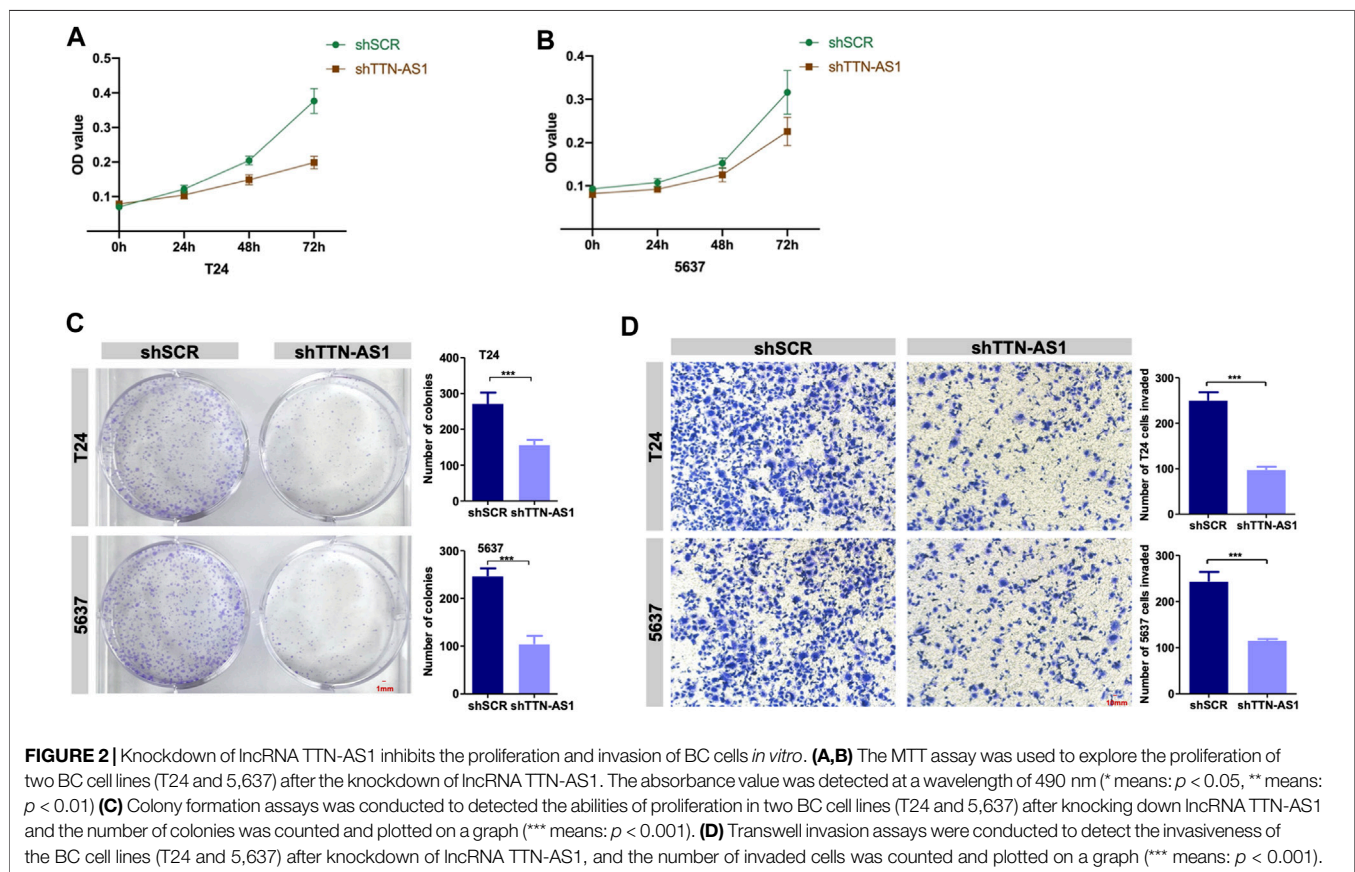 A
shSCR
shTTN-AS1
OD value
0.5
0.4
0.3
0.2
0.1
0h 24h 48h 72h
T24
B
shSCR
shTTN-AS1
OD value
0.4
0.3
0.2
0.1
0h 24h 48h 72h
5637
C
shSCR shTTN-AS1
T24
5637
1mm
T24
***
Number of colonies
400
300
200
100
0
shSCR shTTN-AS1
5637
***
Number of colonies
300
200
100
0
shSCR shTTN-AS1
D
shSCR shTTN-AS1
T24
5637
10mm
***
Number of T24 cells invaded
300
200
100
0
shSCR shTTN-AS1
***
Number of 5637 cells invaded
300
200
100
0
shSCR shTTN-AS1
FIGURE 2 | Knockdown of lncRNA TTN-AS1 inhibits the proliferation and invasion of BC cells in vitro. (A,B) The MTT assay was used to explore the proliferation of
two BC cell lines (T24 and 5,637) after the knockdown of lncRNA TTN-AS1. The absorbance value was detected at a wavelength of 490 nm (* means: p < 0.05, ** means:
p < 0.01) (C) Colony formation assays was conducted to detected the abilities of proliferation in two BC cell lines (T24 and 5,637) after knocking down lncRNA TTN-AS1
and the number of colonies was counted and plotted on a graph (*** means: p < 0.001). (D) Transwell invasion assays were conducted to detect the invasiveness of
the BC cell lines (T24 and 5,637) after knockdown of lncRNA TTN-AS1, and the number of invaded cells was counted and plotted on a graph (*** means: p < 0.001).